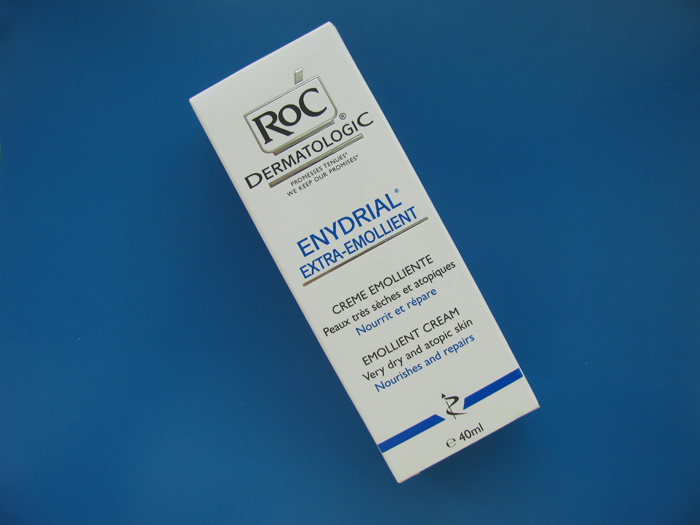 RoC®
DERMATOLOGIC
PROMESSES TENUES*
WE KEEP OUR PROMISES*
ENYDRIAL®
EXTRA-EMOLLIENT
CREME EMOLLIENTE
Peaux très sèches et atopiques
Nourrit et répare
EMOLLIENT CREAM
Very dry and atopic skin
Nourishes and repairs
℮ 40ml